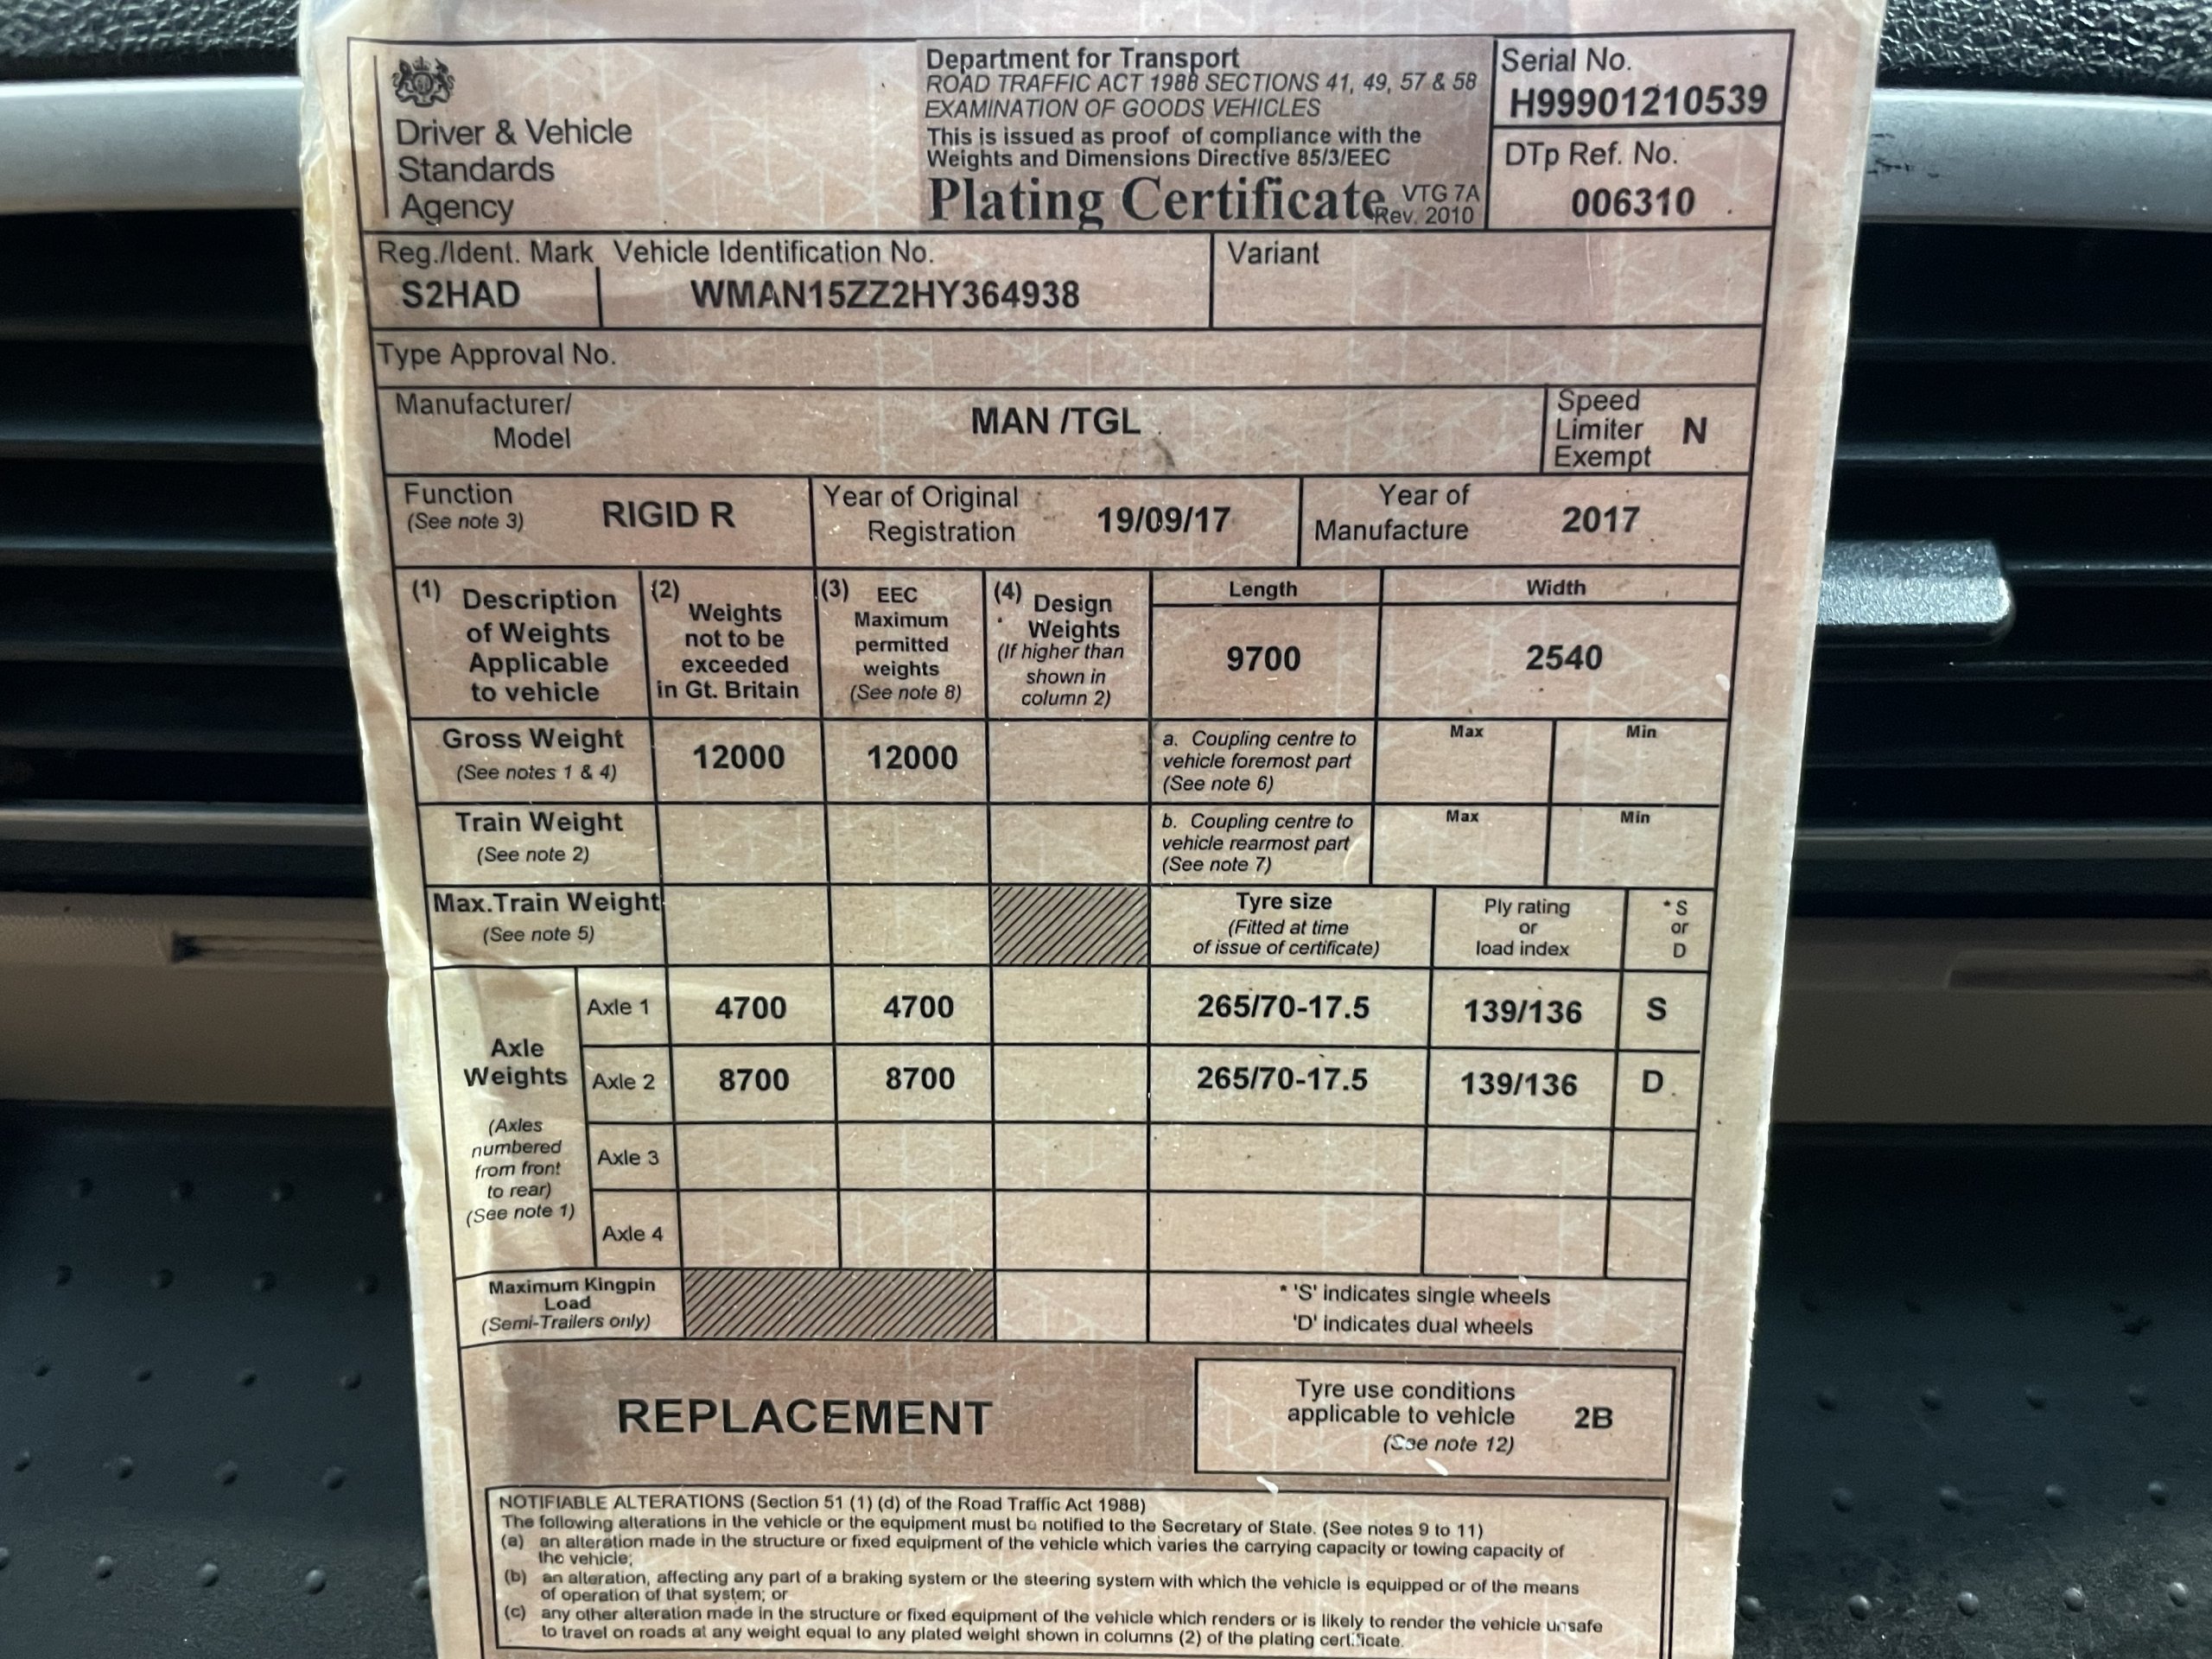 Driver & Vehicle
Standards
Agency
Department for Transport
ROAD TRAFFIC ACT 1988 SECTIONS 41, 49, 57 & 58
EXAMINATION OF GOODS VEHICLES
This is issued as proof of compliance with the
Weights and Dimensions Directive 85/3/EEC
Plating Certificate VTG 7A
Rev. 2010
Serial No.
H99901210539
DTp Ref. No.
006310
Reg./Ident. Mark
S2HAD
Vehicle Identification No.
WMAN15ZZ2HY364938
Variant
Type Approval No.
Manufacturer/
Model
MAN /TGL
Speed
Limiter
Exempt
N
Function
(See note 3)
RIGID R
Year of Original
Registration
19/09/17
Year of
Manufacture
2017
(1) Description
of Weights
Applicable
to vehicle
(2) Weights
not to be
exceeded
in Gt. Britain
(3) EEC
Maximum
permitted
weights
(See note 8)
(4) Design
Weights
(If higher than
shown in
column 2)
Length
9700
Width
2540
Gross Weight
(See notes 1 & 4)
12000
12000
a. Coupling centre to
vehicle foremost part
(See note 6)
Max
Min
Train Weight
(See note 2)
b. Coupling centre to
vehicle rearmost part
(See note 7)
Max
Min
Max.Train Weight
(See note 5)
Tyre size
(Fitted at time
of issue of certificate)
Ply rating
or
load index
* S
or
D
Axle
Weights
(Axles
numbered
from front
to rear)
(See note 1)
Axle 1 4700 4700 265/70-17.5 139/136 S
Axle 2 8700 8700 265/70-17.5 139/136 D
Axle 3
Axle 4
Maximum Kingpin
Load
(Semi-Trailers only)
* 'S' indicates single wheels
'D' indicates dual wheels
REPLACEMENT
Tyre use conditions
applicable to vehicle
(See note 12)
2B
NOTIFIABLE ALTERATIONS (Section 51 (1) (d) of the Road Traffic Act 1988)
The following alterations in the vehicle or the equipment must be notified to the Secretary of State. (See notes 9 to 11)
(a) an alteration made in the structure or fixed equipment of the vehicle which varies the carrying capacity or towing capacity of
the vehicle;
(b) an alteration, affecting any part of a braking system or the steering system with which the vehicle is equipped or of the means
of operation of that system; or
(c) any other alteration made in the structure or fixed equipment of the vehicle which renders or is likely to render the vehicle unsafe
to travel on roads at any weight equal to any plated weight shown in columns (2) of the plating certificate.